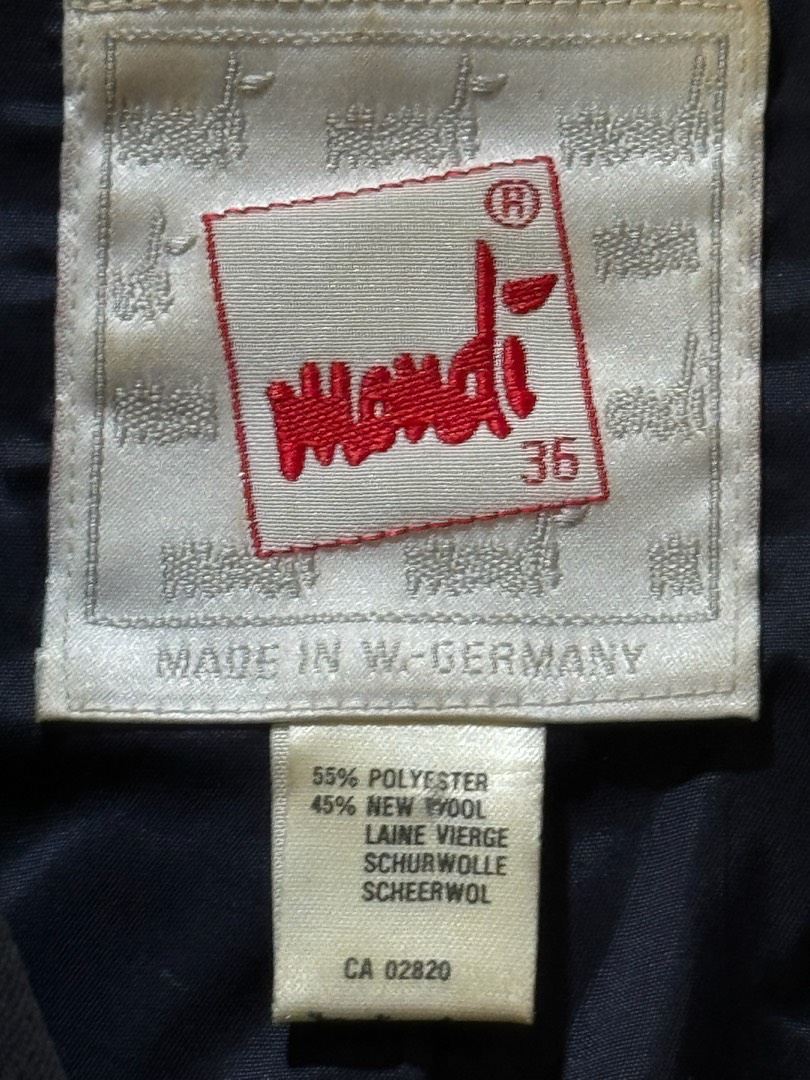 ®
mondi
36
MADE IN W.-GERMANY
55% POLYESTER
45% NEW WOOL
LAINE VIERGE
SCHURWOLLE
SCHEERWOL
CA 02820